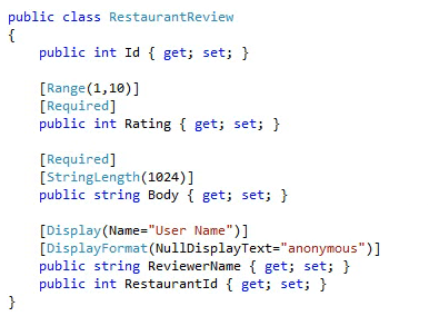 public class RestaurantReview
{
    public int Id { get; set; }

    [Range(1,10)]
    [Required]
    public int Rating { get; set; }

    [Required]
    [StringLength(1024)]
    public string Body { get; set; }

    [Display(Name="User Name")]
    [DisplayFormat(NullDisplayText="anonymous")]
    public string ReviewerName { get; set; }
    public int RestaurantId { get; set; }
}